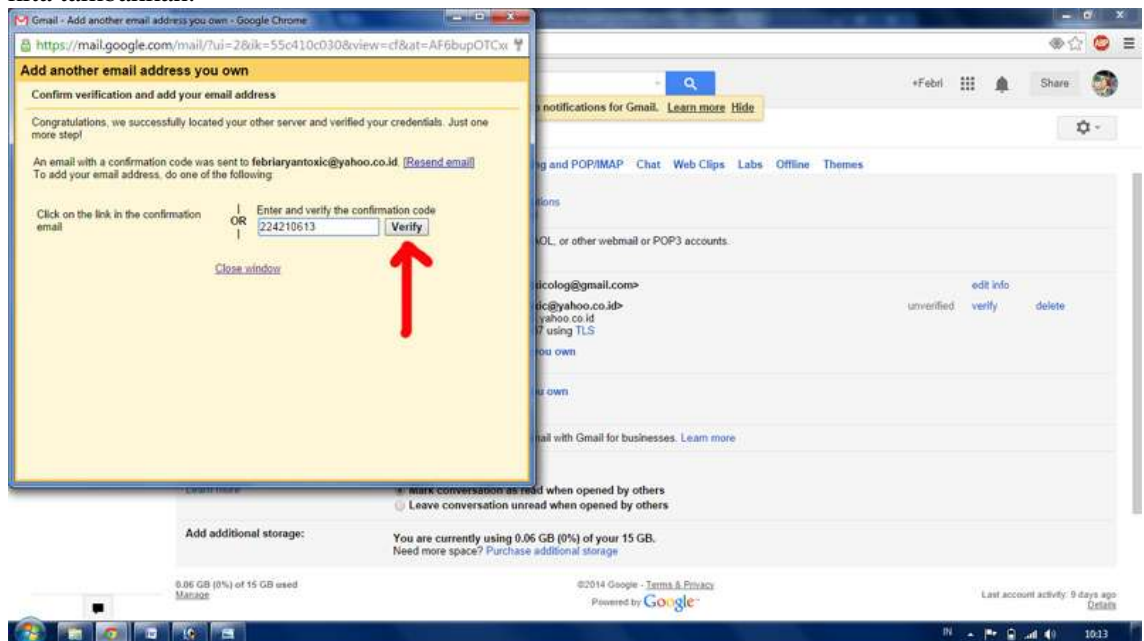 Gmail - Add another email address you own - Google Chrome
https://mail.google.com/mail/?ui=2&ik=55c410c030&view=cf&at=AF6bupOTCx
Add another email address you own
Confirm verification and add your email address
Congratulations, we successfully located your other server and verified your credentials. Just one
more step!
An email with a confirmation code was sent to febriaryantoxic@yahoo.co.id. [Resend email]
To add your email address, do one of the following:
Click on the link in the confirmation
email
OR
Enter and verify the confirmation code
224210613 Verify
Close window
+Febri Share
notifications for Gmail. Learn more Hide
and POP/IMAP Chat Web Clips Labs Offline Themes
or other webmail or POP3 accounts.
@gmail.com> edit info
@yahoo.co.id> unverified verify delete
yahoo.co.id
using TLS
you own
own
with Gmail for businesses. Learn more
Learn more
Mark conversation as read when opened by others
Leave conversation unread when opened by others
Add additional storage:
You are currently using 0.06 GB (0%) of your 15 GB.
Need more space? Purchase additional storage
0.06 GB (0%) of 15 GB used
Manage
©2014 Google - Terms & Privacy
Powered by Google™
Last account activity: 9 days ago
Details
IN 10:13